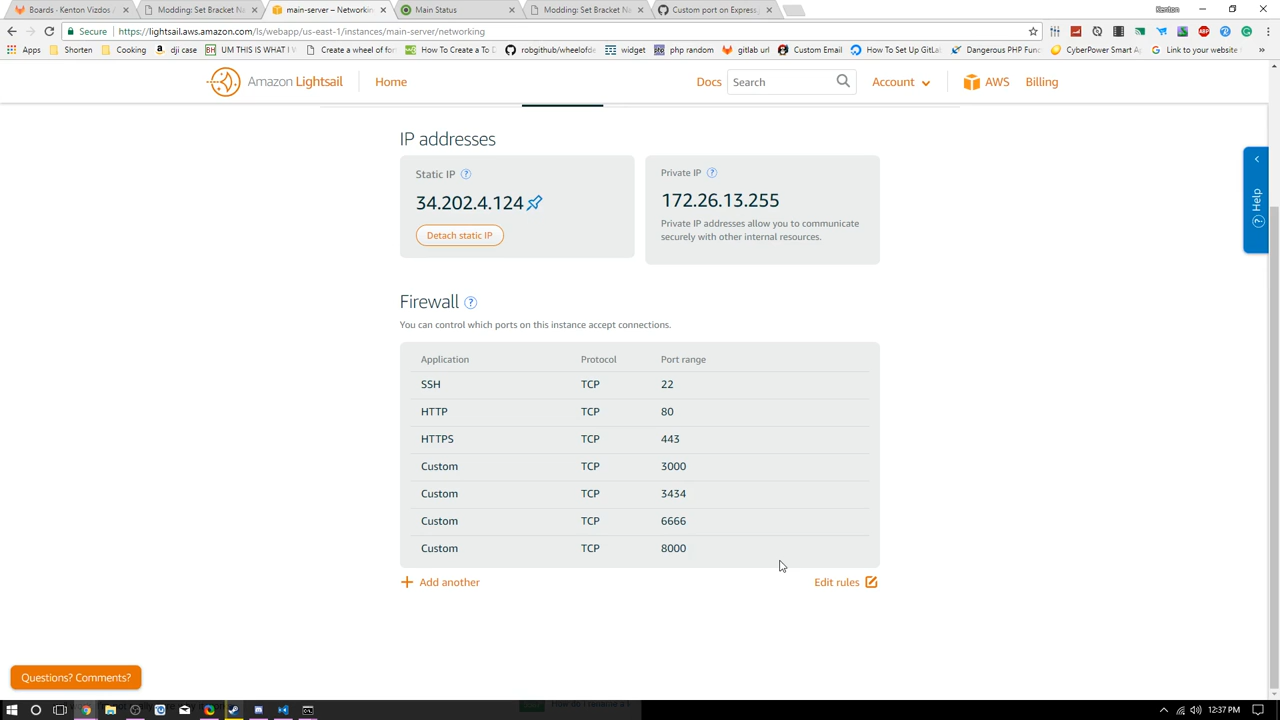 Boards - Kenton Vizdos
Modding: Set Bracket Na
main-server – Networkin
Main Status
Modding: Set Bracket Na
Custom port on Express
Kenton
Secure
https://lightsail.aws.amazon.com/ls/webapp/us-east-1/instances/main-server/networking
Apps
Shorten
Cooking
dji case
UM THIS IS WHAT I V
Create a wheel of for
How To Create a To D
robgithub/wheelofde
widget
php random
gitlab url
Custom Email
How To Set Up GitLa
Dangerous PHP Func
CyberPower Smart Ap
Link to your website
Amazon Lightsail
Home
Docs
Search
Account
AWS
Billing
Help
IP addresses
Static IP ?
34.202.4.124
Detach static IP
Private IP ?
172.26.13.255
Private IP addresses allow you to communicate
securely with other internal resources.
Firewall ?
You can control which ports on this instance accept connections.
Application Protocol Port range
SSH TCP 22
HTTP TCP 80
HTTPS TCP 443
Custom TCP 3000
Custom TCP 3434
Custom TCP 6666
Custom TCP 8000
+ Add another
Edit rules
Questions? Comments?
12:37 PM